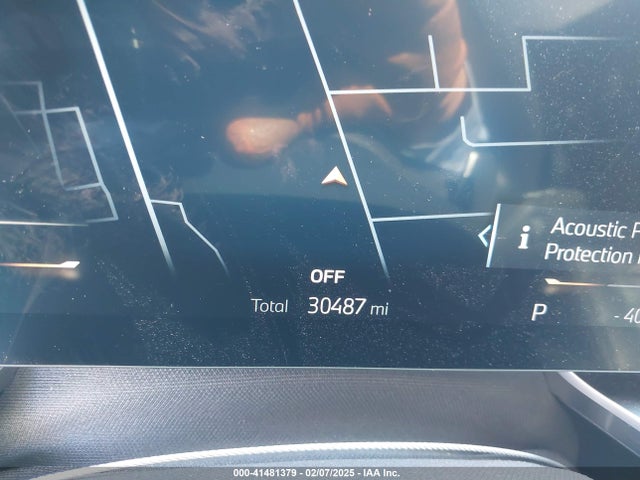 i Acoustic
Protection
OFF
Total 30487 mi
P
- 40
000-41481379 - 02/07/2025 - IAA Inc.